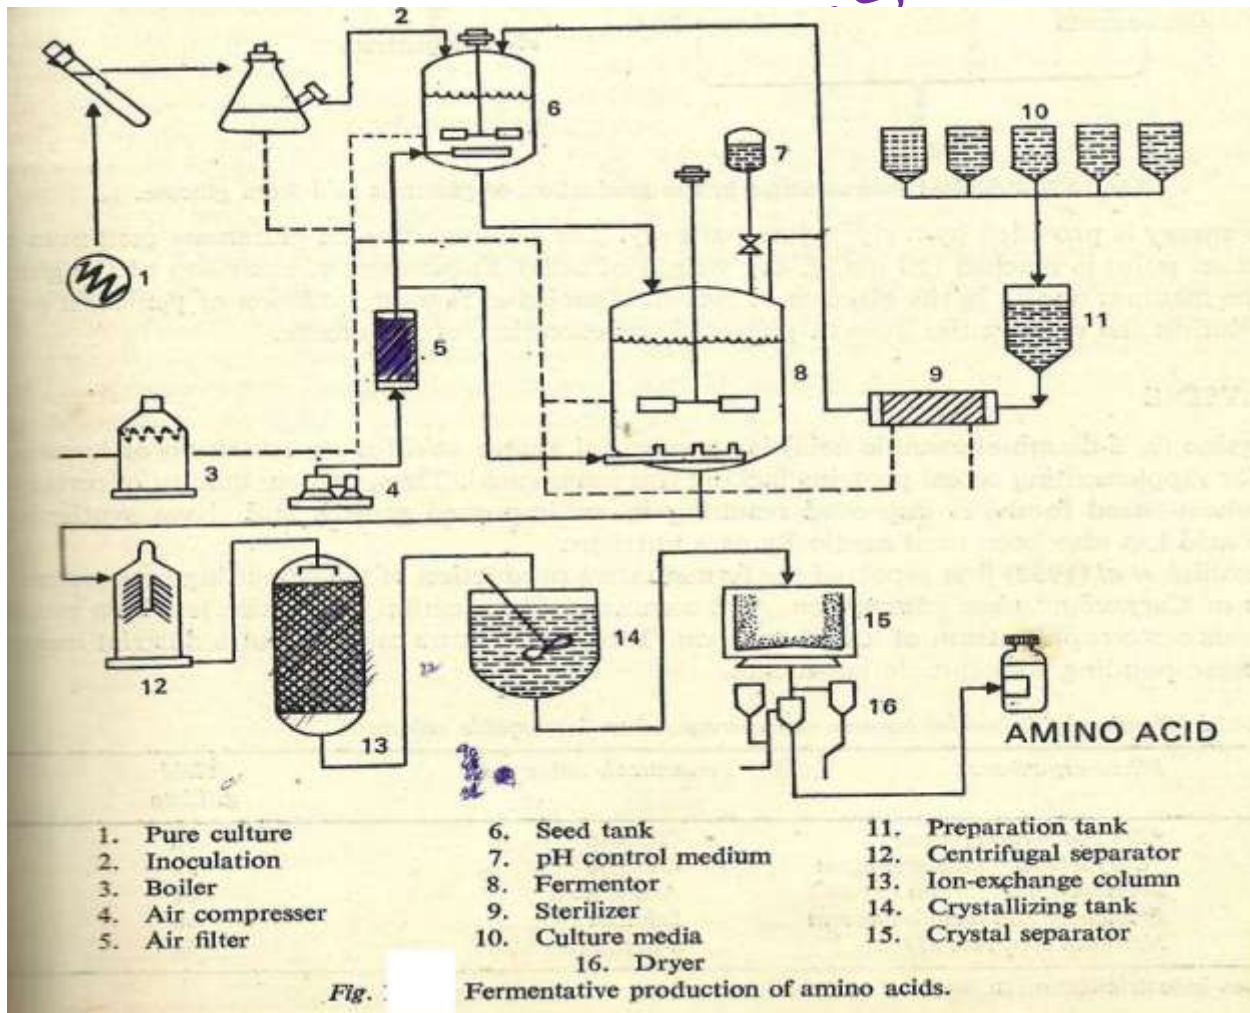 2
6
7
10
1
5
11
8
9
3
4
14
15
12
16
13
AMINO ACID
1. Pure culture
2. Inoculation
3. Boiler
4. Air compresser
5. Air filter
6. Seed tank
7. pH control medium
8. Fermentor
9. Sterilizer
10. Culture media
11. Preparation tank
12. Centrifugal separator
13. Ion-exchange column
14. Crystallizing tank
15. Crystal separator
16. Dryer
Fig. Fermentative production of amino acids.